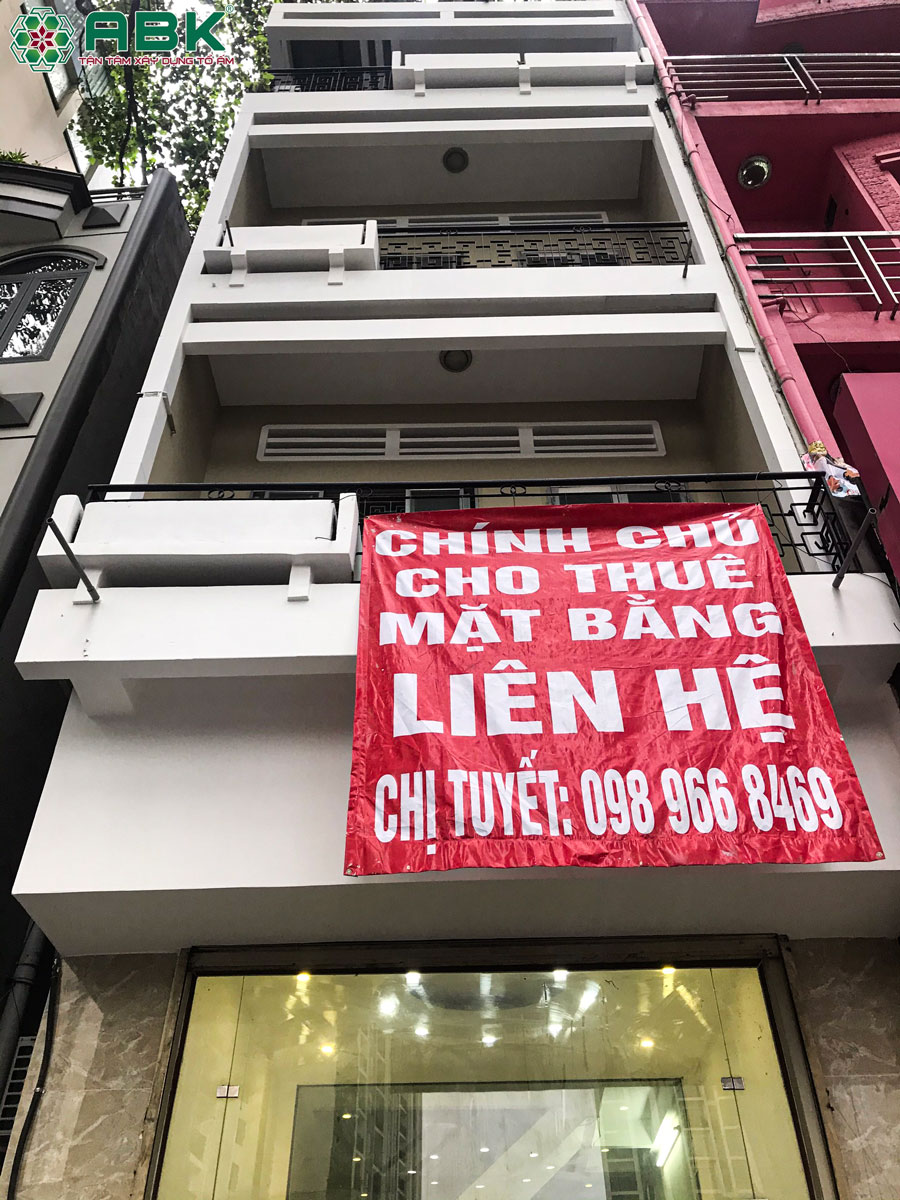 ABK®
TẬN TÂM XÂY DỰNG TỔ ẤM
CHÍNH CHỦ
CHO THUÊ
MẶT BẰNG
LIÊN HỆ
CHỊ TUYẾT: 098 966 8469